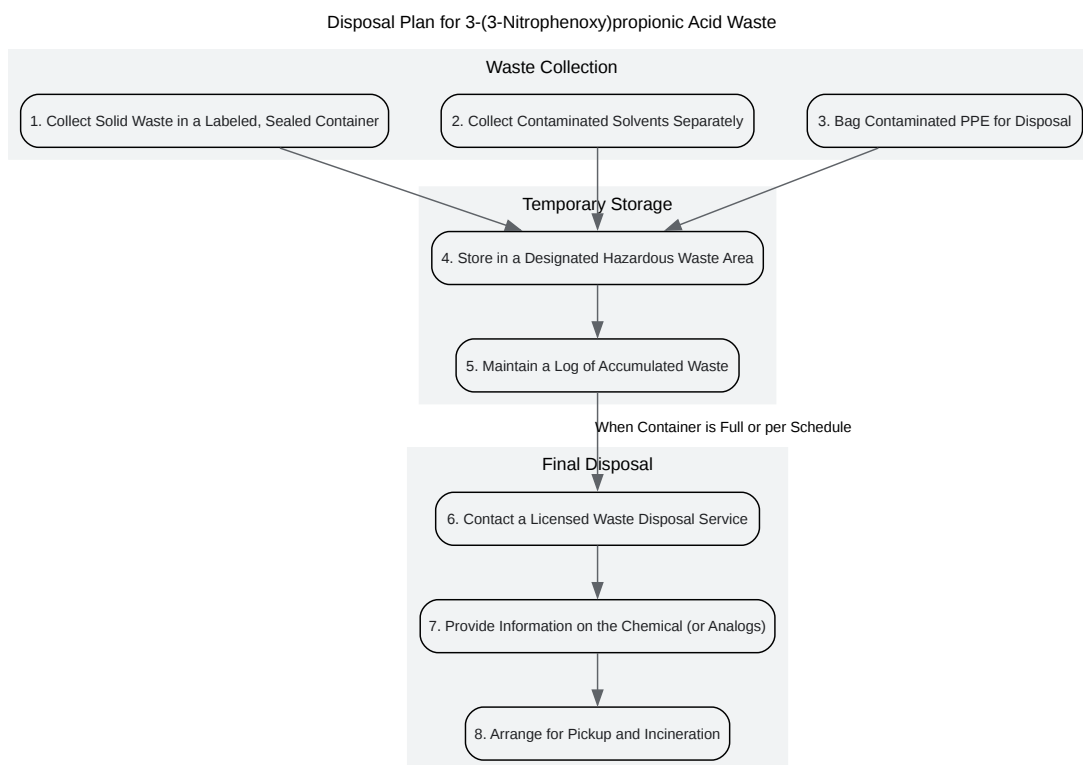 Disposal Plan for 3-(3-Nitrophenoxy)propionic Acid Waste
Waste Collection
1. Collect Solid Waste in a Labeled, Sealed Container
2. Collect Contaminated Solvents Separately
3. Bag Contaminated PPE for Disposal
Temporary Storage
4. Store in a Designated Hazardous Waste Area
5. Maintain a Log of Accumulated Waste
When Container is Full or per Schedule
Final Disposal
6. Contact a Licensed Waste Disposal Service
7. Provide Information on the Chemical (or Analogs)
8. Arrange for Pickup and Incineration